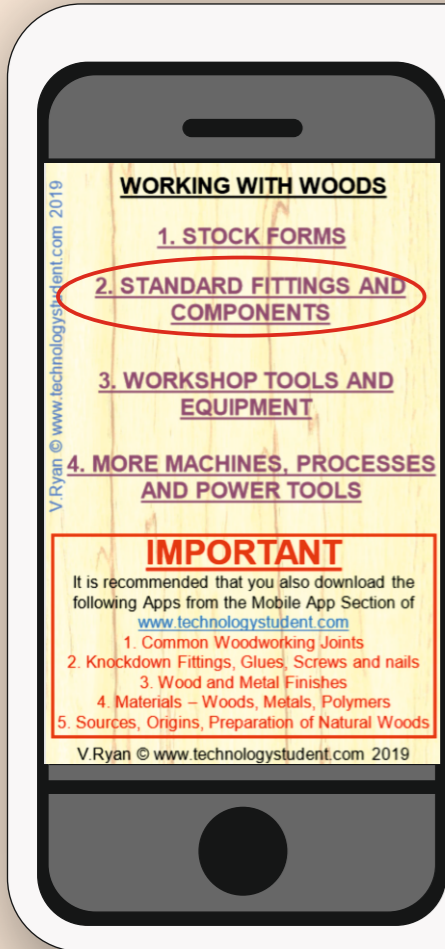 V.Ryan © www.technologystudent.com 2019
WORKING WITH WOODS
1. STOCK FORMS
2. STANDARD FITTINGS AND
COMPONENTS
3. WORKSHOP TOOLS AND
EQUIPMENT
4. MORE MACHINES, PROCESSES
AND POWER TOOLS
IMPORTANT
It is recommended that you also download the
following Apps from the Mobile App Section of
www.technologystudent.com
1. Common Woodworking Joints
2. Knockdown Fittings, Glues, Screws and nails
3. Wood and Metal Finishes
4. Materials – Woods, Metals, Polymers
5. Sources, Origins, Preparation of Natural Woods
V.Ryan © www.technologystudent.com 2019